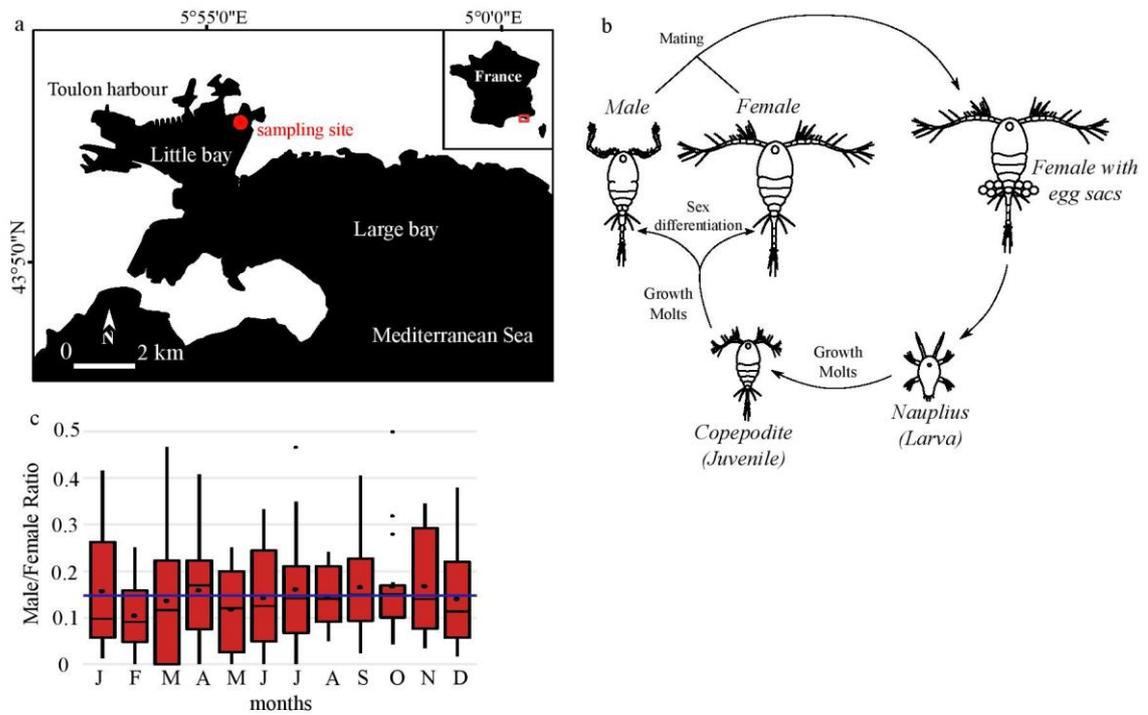 a
5°55'0"E
5°0'0"E
43°5'0"N
Toulon harbour
France
sampling site
Little bay
Large bay
Mediterranean Sea
N
0 2 km
b
Mating
Male
Female
Female with
egg sacs
Sex
differentiation
Growth
Molts
Growth
Molts
Copepodite
(Juvenile)
Nauplius
(Larva)
c
Male/Female Ratio
0.5
0.4
0.3
0.2
0.1
0
J F M A M J J A S O N D
months